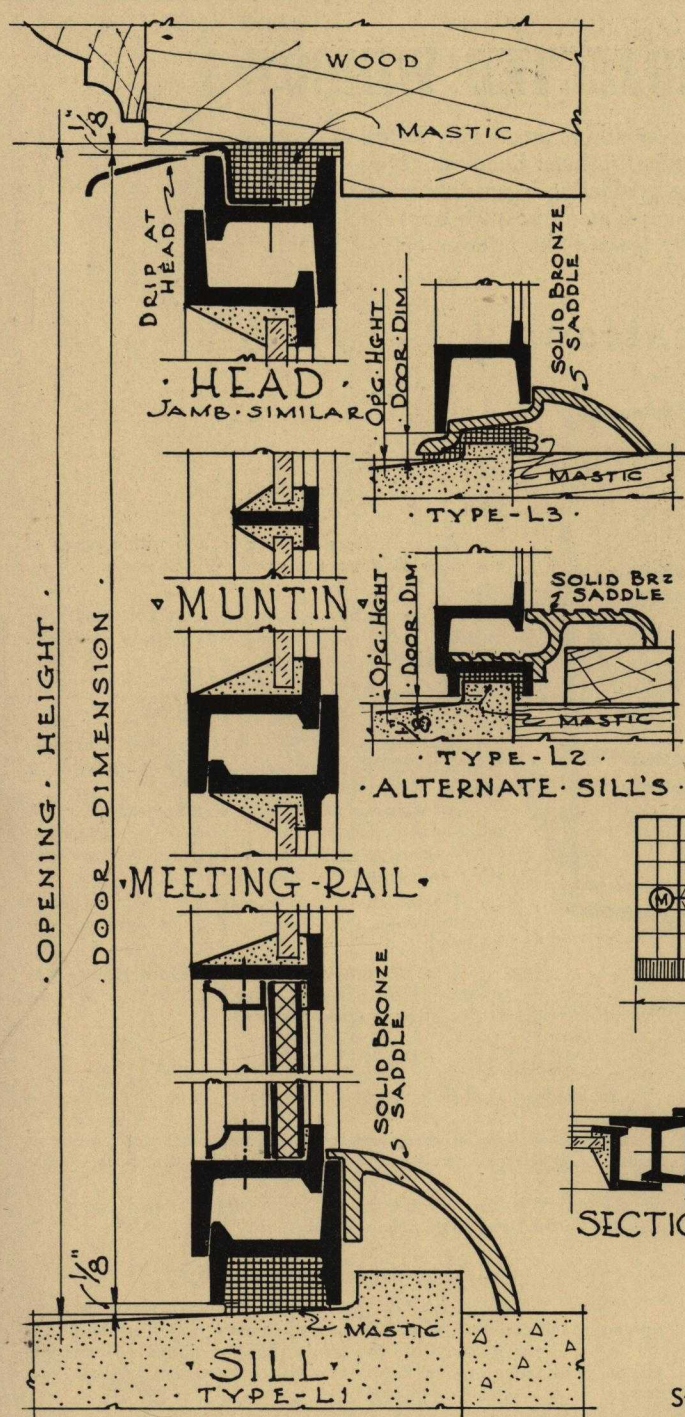 WOOD
MASTIC
1/8"
DRIP AT
HEAD
· HEAD ·
JAMB · SIMILAR
OPG. HGHT.
DOOR. DIM.
SOLID BRONZE
SADDLE
MASTIC
· TYPE - L3 ·
MUNTIN
OPG. HGHT.
DOOR. DIM.
SOLID BRZ
SADDLE
1/8
MASTIC
· TYPE - L2 ·
· ALTERNATE · SILL'S ·
· OPENING · HEIGHT ·
· DOOR DIMENSION ·
MEETING - RAIL
M
SOLID BRONZE
SADDLE
SECTIO
1/8"
MASTIC
· SILL ·
TYPE - L1
S